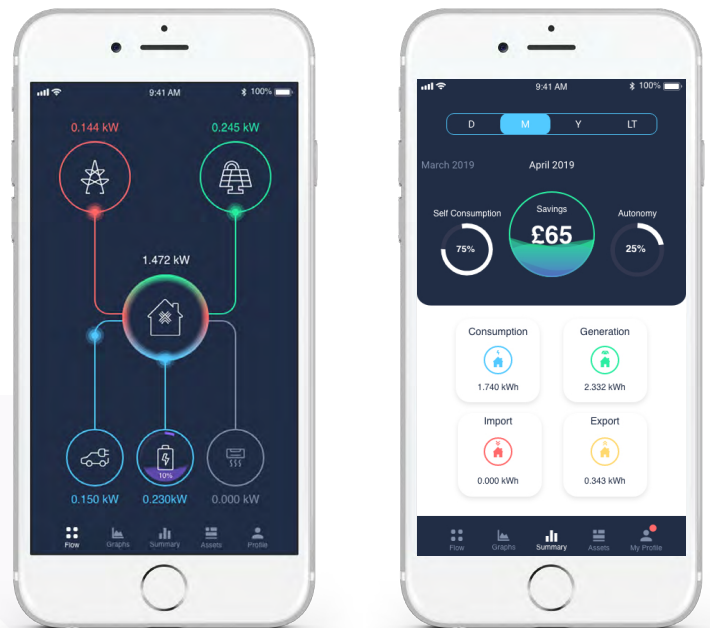 9:41 AM
100%
0.144 kW
0.245 kW
1.472 kW
10%
0.150 kW
0.230kW
0.000 kW
Flow
Graphs
Summary
Assets
Profile
9:41 AM
100%
D
M
Y
LT
March 2019
April 2019
Self Consumption
Savings
Autonomy
75%
£65
25%
Consumption
Generation
1.740 kWh
2.332 kWh
Import
Export
0.000 kWh
0.343 kWh
Flow
Graphs
Summary
Assets
My Profile